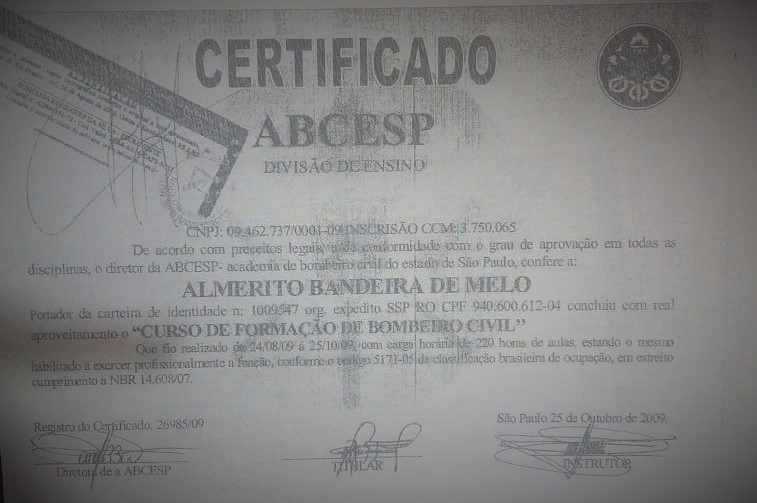 CERTIFICADO
ABCESP
DIVISÃO DE ENSINO
CNPJ: 09.462.737/0001-09 INSCRISÃO CCM: 3.750.065
De acordo com preceitos legais, e de conformidade com o grau de aprovação em todas as
disciplinas, o diretor da ABCESP- academia de bombeiro civil do estado de São Paulo, confere a:
ALMERITO BANDEIRA DE MELO
Portador da carteira de identidade n: 1009547 org. expedito SSP RO CPF 940.600.612-04 concluiu com real
aproveitamento o "CURSO DE FORMAÇÃO DE BOMBEIRO CIVIL"
Que fio realizado de 24/08/09 á 25/10/09, com carga horária de 220 horas de aulas, estando o mesmo
habilitado a exercer profissionalmente a função, conforme o código 5171-05 da classificação brasileira de ocupação, em estreito
cumprimento a NBR 14.608/07.
Registro do Certificado: 26985/09
São Paulo 25 de Outubro de 2009.
Diretora de a ABCESP
TITULAR
INSTRUTOR